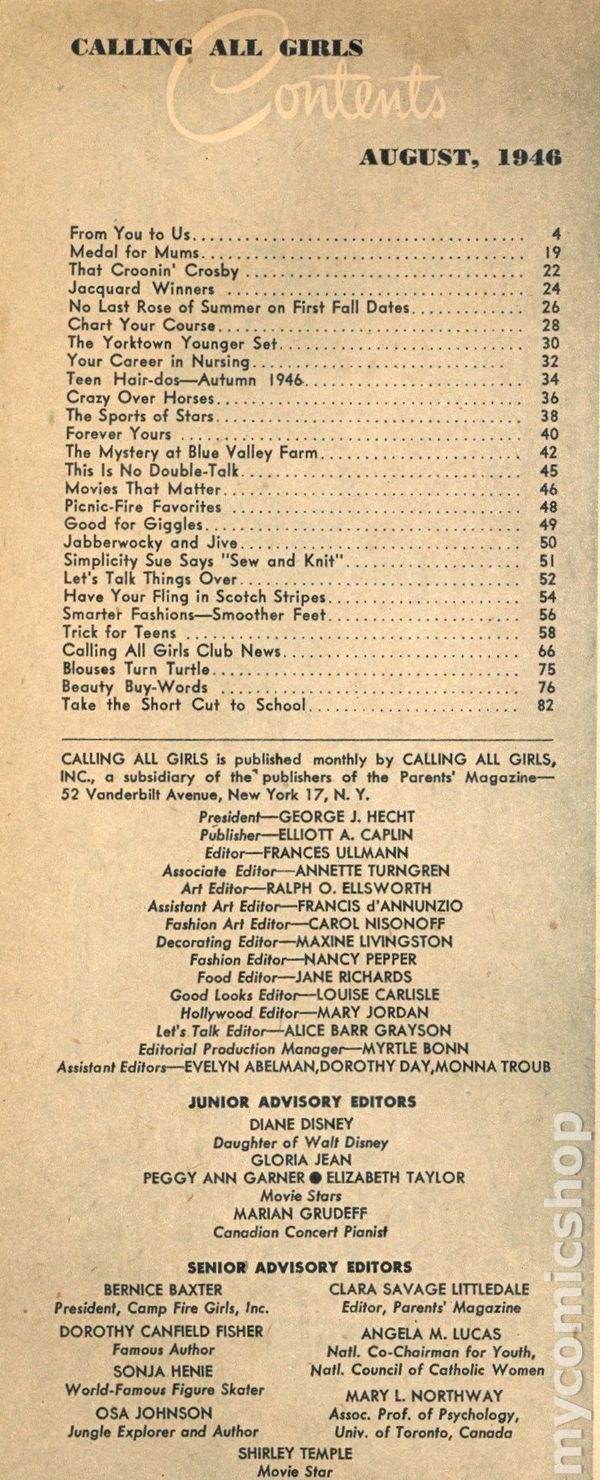 CALLING ALL GIRLS
Contents
AUGUST, 1946
From You to Us..................................... 4
Medal for Mums.................................... 19
That Croonin' Crosby .............................. 22
Jacquard Winners ................................. 24
No Last Rose of Summer on First Fall Dates............. 26
Chart Your Course.................................. 28
The Yorktown Younger Set........................... 30
Your Career in Nursing............................. 32
Teen Hair-dos—Autumn 1946........................ 34
Crazy Over Horses.................................. 36
The Sports of Stars.................................. 38
Forever Yours ...................................... 40
The Mystery at Blue Valley Farm....................... 42
This Is No Double-Talk............................... 45
Movies That Matter................................. 46
Picnic-Fire Favorites ................................ 48
Good for Giggles................................... 49
Jabberwocky and Jive............................... 50
Simplicity Sue Says "Sew and Knit".................... 51
Let's Talk Things Over............................... 52
Have Your Fling in Scotch Stripes...................... 54
Smarter Fashions—Smoother Feet...................... 56
Trick for Teens ..................................... 58
Calling All Girls Club News........................... 66
Blouses Turn Turtle.................................. 75
Beauty Buy-Words ................................. 76
Take the Short Cut to School........................ 82
CALLING ALL GIRLS is published monthly by CALLING ALL GIRLS,
INC., a subsidiary of the publishers of the Parents' Magazine—
52 Vanderbilt Avenue, New York 17, N. Y.
President—GEORGE J. HECHT
Publisher—ELLIOTT A. CAPLIN
Editor—FRANCES ULLMANN
Associate Editor—ANNETTE TURNGREN
Art Editor—RALPH O. ELLSWORTH
Assistant Art Editor—FRANCIS d'ANNUNZIO
Fashion Art Editor—CAROL NISONOFF
Decorating Editor—MAXINE LIVINGSTON
Fashion Editor—NANCY PEPPER
Food Editor—JANE RICHARDS
Good Looks Editor—LOUISE CARLISLE
Hollywood Editor—MARY JORDAN
Let's Talk Editor—ALICE BARR GRAYSON
Editorial Production Manager—MYRTLE BONN
Assistant Editors—EVELYN ABELMAN,DOROTHY DAY,MONNA TROUB
JUNIOR ADVISORY EDITORS
DIANE DISNEY
Daughter of Walt Disney
GLORIA JEAN
PEGGY ANN GARNER ● ELIZABETH TAYLOR
Movie Stars
MARIAN GRUDEFF
Canadian Concert Pianist
SENIOR ADVISORY EDITORS
BERNICE BAXTER
President, Camp Fire Girls, Inc.
DOROTHY CANFIELD FISHER
Famous Author
SONJA HENIE
World-Famous Figure Skater
OSA JOHNSON
Jungle Explorer and Author
CLARA SAVAGE LITTLEDALE
Editor, Parents' Magazine
ANGELA M. LUCAS
Natl. Co-Chairman for Youth,
Natl. Council of Catholic Women
MARY L. NORTHWAY
Assoc. Prof. of Psychology,
Univ. of Toronto, Canada
SHIRLEY TEMPLE
Movie Star
mycomicshop